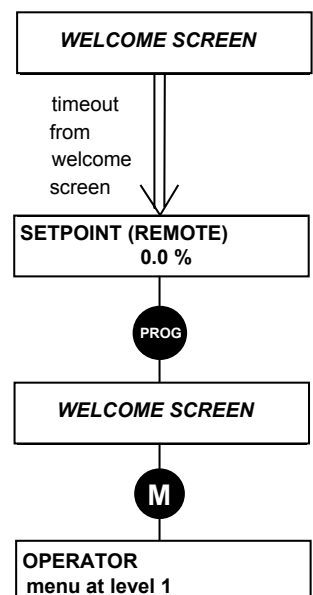 WELCOME SCREEN
timeout
from
welcome
screen
SETPOINT (REMOTE)
0.0 %
PROG
WELCOME SCREEN
M
OPERATOR
menu at level 1